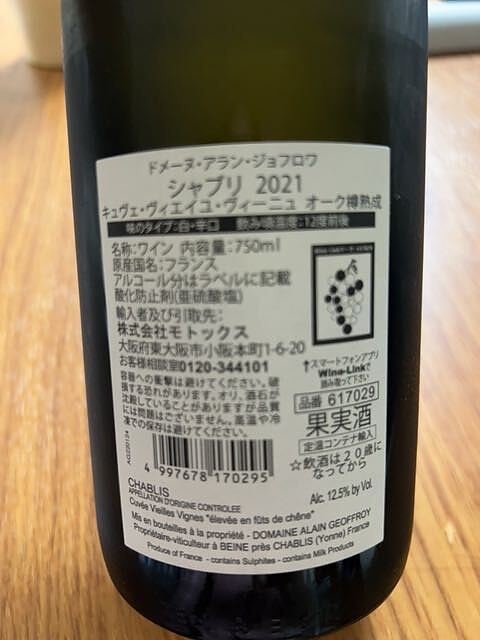 ドメーヌ・アラン・ジョフロワ
シャブリ 2021
キュヴェ・ヴィエイユ・ヴィーニュ オーク樽熟成
味のタイプ:白・辛口 飲み頃温度:12度前後
名称:ワイン 内容量:750ml
原産国名:フランス
アルコール分はラベルに記載
酸化防止剤(亜硫酸塩)
輸入者及び引取先:
株式会社モトックス
大阪府東大阪市小阪本町1-6-20
お客様相談室0120-344101
容器への衝撃は避けてください。破
損する恐れがあります。オリ、酒石が
沈殿していることがありますが品質
には問題はございません。高温や冷
凍での保存は避けてください。
↑スマートフォンアプリ
Wine-Linkで
読み取って下さい
品番 617029
果実酒
定温コンテナ輸入
☆飲酒は20歳に
なってから
AG220124
4 997678 170295
CHABLIS
APPELLATION D'ORIGINE CONTROLEE
Alc. 12.5% by Vol.
Cuvée Vieilles Vignes "élevée en fûts de chêne"
Mis en bouteilles à la propriété - DOMAINE ALAIN GEOFFROY
Propriétaire-viticulteur à BEINE près CHABLIS (Yonne) France
Produce of France - contains Sulphites - contains Milk Products